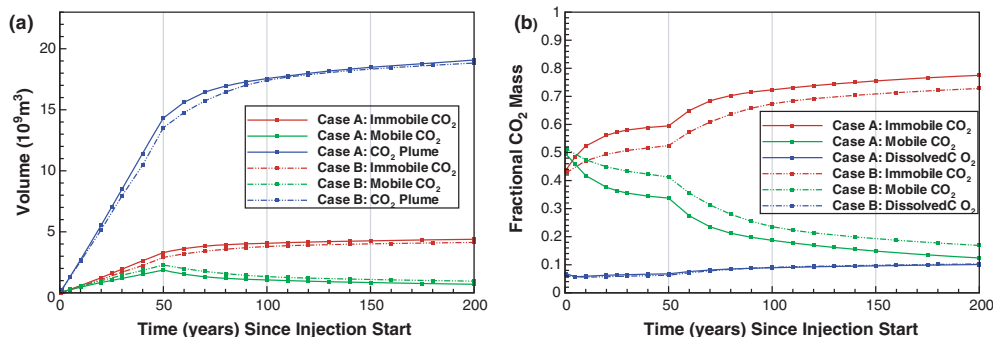 (a)
20
15
10
5
0
0
50
100
150
200
Volume (10⁹m³)
Time (years) Since Injection Start
Case A: Immobile CO₂
Case A: Mobile CO₂
Case A: CO₂ Plume
Case B: Immobile CO₂
Case B: Mobile CO₂
Case B: CO₂ Plume
(b)
1
0.9
0.8
0.7
0.6
0.5
0.4
0.3
0.2
0.1
0
0
50
100
150
200
Fractional CO₂ Mass
Time (years) Since Injection Start
Case A: Immobile CO₂
Case A: Mobile CO₂
Case A: DissolvedC O₂
Case B: Immobile CO₂
Case B: Mobile CO₂
Case B: DissolvedC O₂